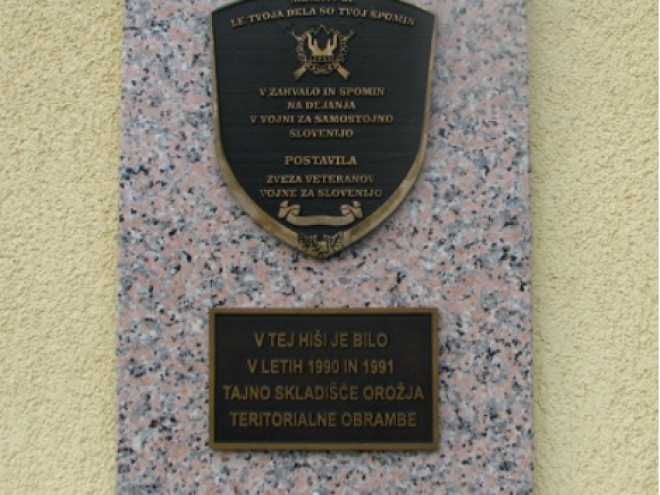 LE TVOJA DELA SO TVOJ SPOMIN
V ZAHVALO IN SPOMIN
NA DEJANJA
V VOJNI ZA SAMOSTOJNO
SLOVENIJO
POSTAVILA
ZVEZA VETERANOV
VOJNE ZA SLOVENIJO
V TEJ HIŠI JE BILO
V LETIH 1990 IN 1991
TAJNO SKLADIŠČE OROŽJA
TERITORIALNE OBRAMBE